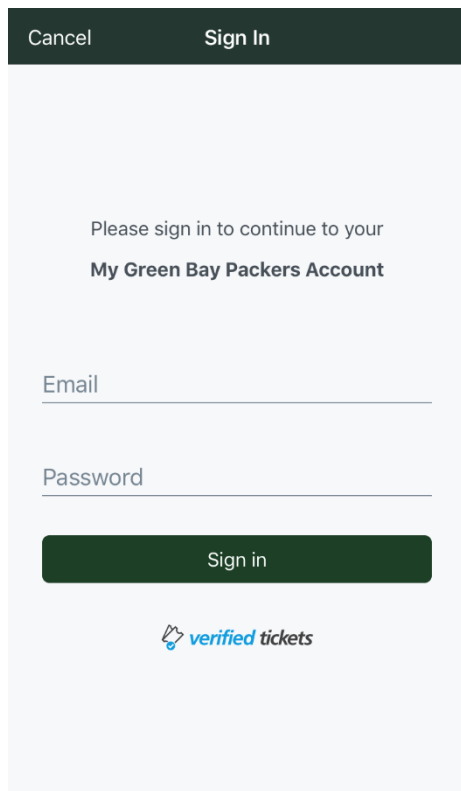 Cancel Sign In
Please sign in to continue to your
My Green Bay Packers Account
Email
Password
Sign in
verified tickets